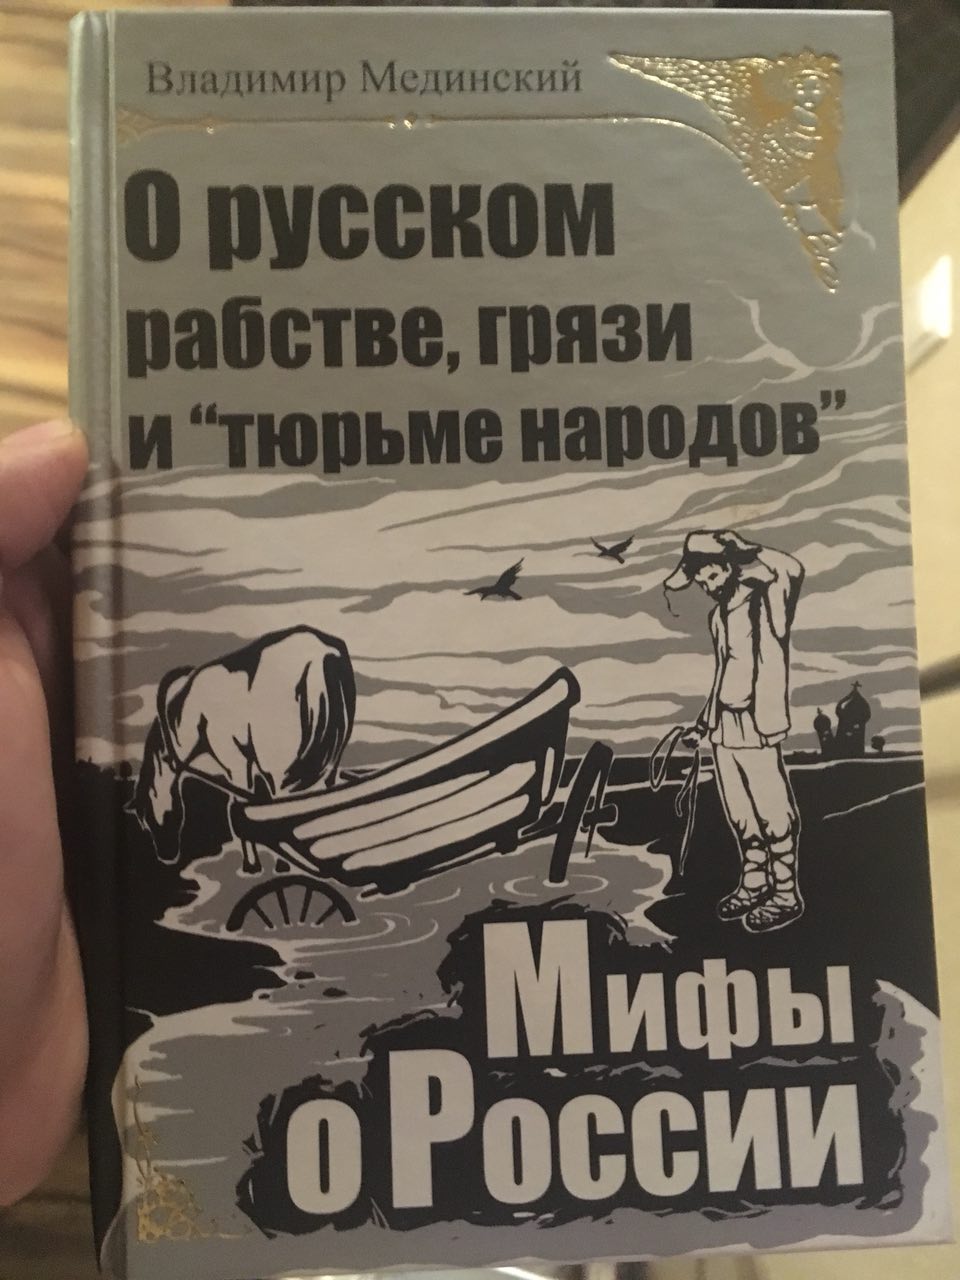 Владимир Мединский
О русском
рабстве, грязи
и “тюрьме народов”
Мифы
о России